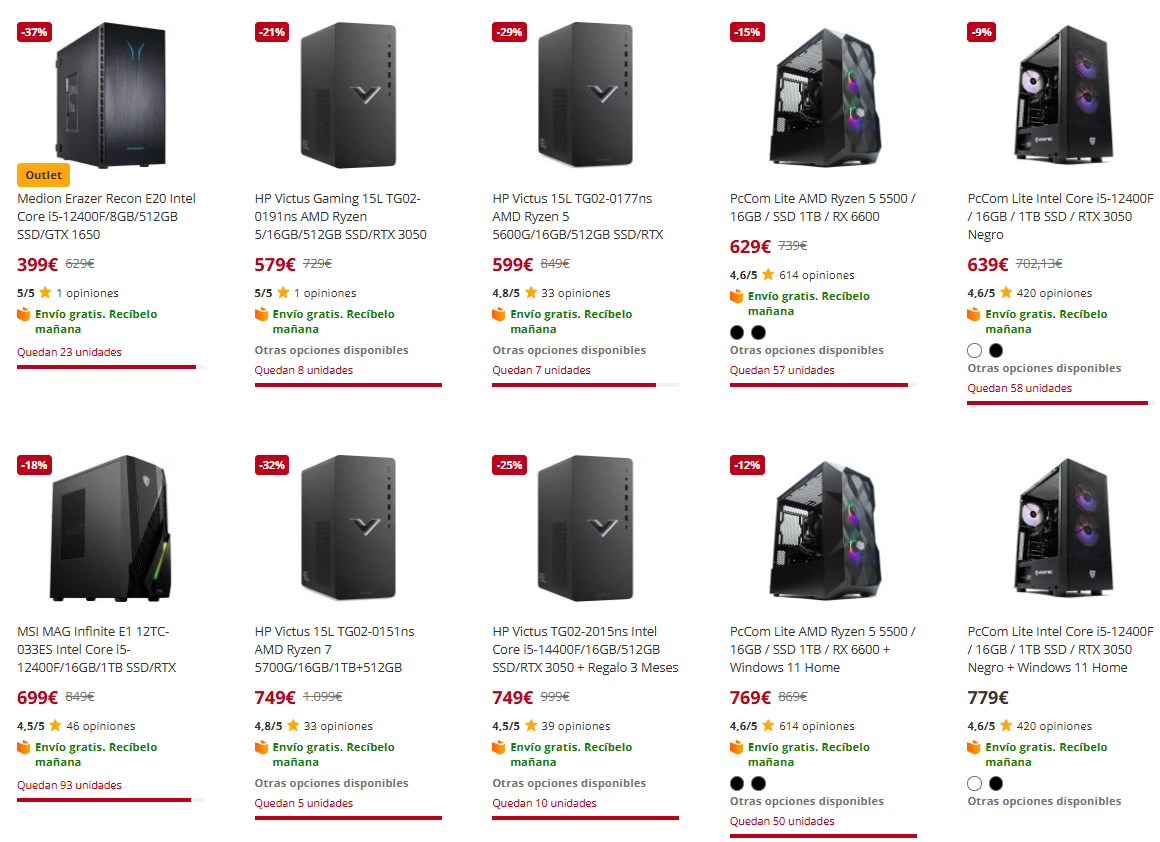 -37%
Outlet
Medion Erazer Recon E20 Intel
Core i5-12400F/8GB/512GB
SSD/GTX 1650
399€ 629€
5/5 1 opiniones
Envío gratis. Recíbelo
mañana
Quedan 23 unidades
-21%
HP Victus Gaming 15L TG02-
0191ns AMD Ryzen
5/16GB/512GB SSD/RTX 3050
579€ 729€
5/5 1 opiniones
Envío gratis. Recíbelo
mañana
Otras opciones disponibles
Quedan 8 unidades
-29%
HP Victus 15L TG02-0177ns
AMD Ryzen 5
5600G/16GB/512GB SSD/RTX
599€ 849€
4,8/5 33 opiniones
Envío gratis. Recíbelo
mañana
Otras opciones disponibles
Quedan 7 unidades
-15%
PcCom Lite AMD Ryzen 5 5500 /
16GB / SSD 1TB / RX 6600
629€ 739€
4,6/5 614 opiniones
Envío gratis. Recíbelo
mañana
Otras opciones disponibles
Quedan 57 unidades
-9%
PcCom Lite Intel Core i5-12400F
/ 16GB / 1TB SSD / RTX 3050
Negro
639€ 702,13€
4,6/5 420 opiniones
Envío gratis. Recíbelo
mañana
Otras opciones disponibles
Quedan 58 unidades
-18%
MSI MAG Infinite E1 12TC-
033ES Intel Core i5-
12400F/16GB/1TB SSD/RTX
699€ 849€
4,5/5 46 opiniones
Envío gratis. Recíbelo
mañana
Quedan 93 unidades
-32%
HP Victus 15L TG02-0151ns
AMD Ryzen 7
5700G/16GB/1TB+512GB
749€ 1.099€
4,8/5 33 opiniones
Envío gratis. Recíbelo
mañana
Otras opciones disponibles
Quedan 5 unidades
-25%
HP Victus TG02-2015ns Intel
Core i5-14400F/16GB/512GB
SSD/RTX 3050 + Regalo 3 Meses
749€ 999€
4,5/5 39 opiniones
Envío gratis. Recíbelo
mañana
Otras opciones disponibles
Quedan 10 unidades
-12%
PcCom Lite AMD Ryzen 5 5500 /
16GB / SSD 1TB / RX 6600 +
Windows 11 Home
769€ 869€
4,6/5 614 opiniones
Envío gratis. Recíbelo
mañana
Otras opciones disponibles
Quedan 50 unidades
PcCom Lite Intel Core i5-12400F
/ 16GB / 1TB SSD / RTX 3050
Negro + Windows 11 Home
779€
4,6/5 420 opiniones
Envío gratis. Recíbelo
mañana
Otras opciones disponibles